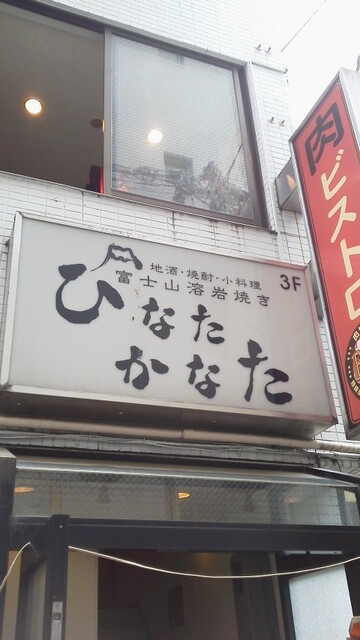 地酒・焼酎・小料理
富士山溶岩焼き
3F
ひなた
かなた
肉ビストロ